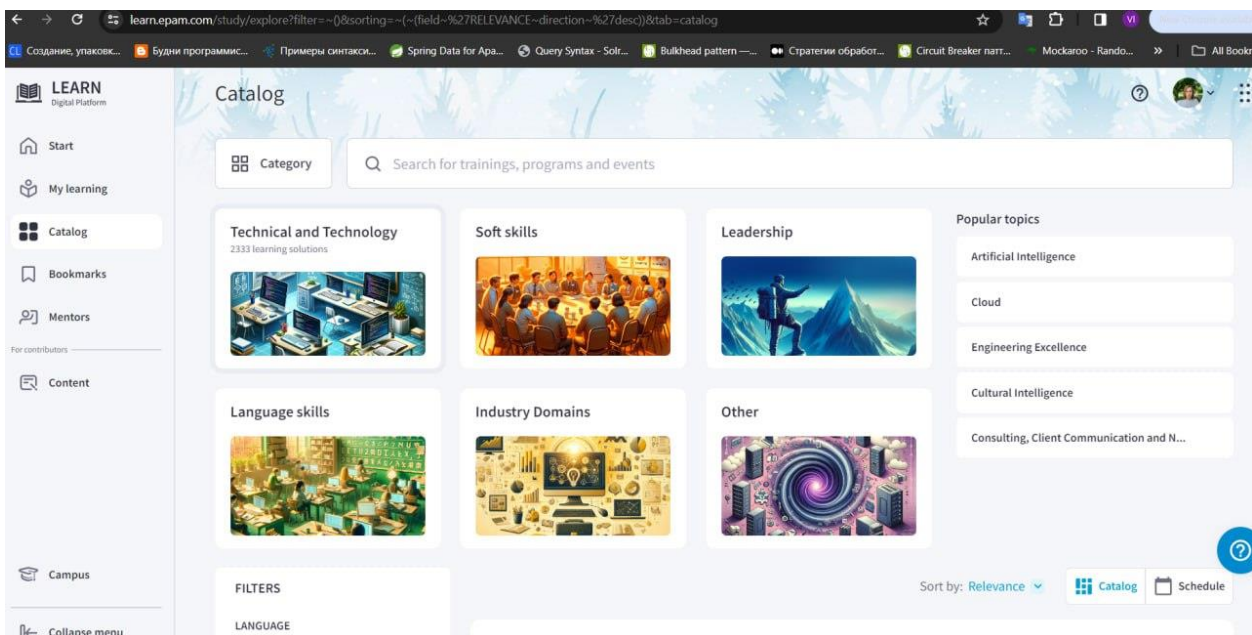 learn.epam.com/study/explore?filter=~()&sorting=~(~(field~%27RELEVANCE~direction~%27desc))&tab=catalog
VI
CL Создание, упаковк...
Будни программис...
Примеры синтакси...
Spring Data for Apa...
Query Syntax - Solr...
Bulkhead pattern —...
Стратегии обработ...
Circuit Breaker патт...
Mockaroo - Rando...
»
All Bookr
LEARN
Digital Platform
Start
My learning
Catalog
Bookmarks
Mentors
For contributors
Content
Campus
Collapse menu
Catalog
Category
Search for trainings, programs and events
Technical and Technology
2333 learning solutions
Soft skills
Leadership
Language skills
Industry Domains
Other
Popular topics
Artificial Intelligence
Cloud
Engineering Excellence
Cultural Intelligence
Consulting, Client Communication and N...
FILTERS
LANGUAGE
Sort by: Relevance
Catalog
Schedule